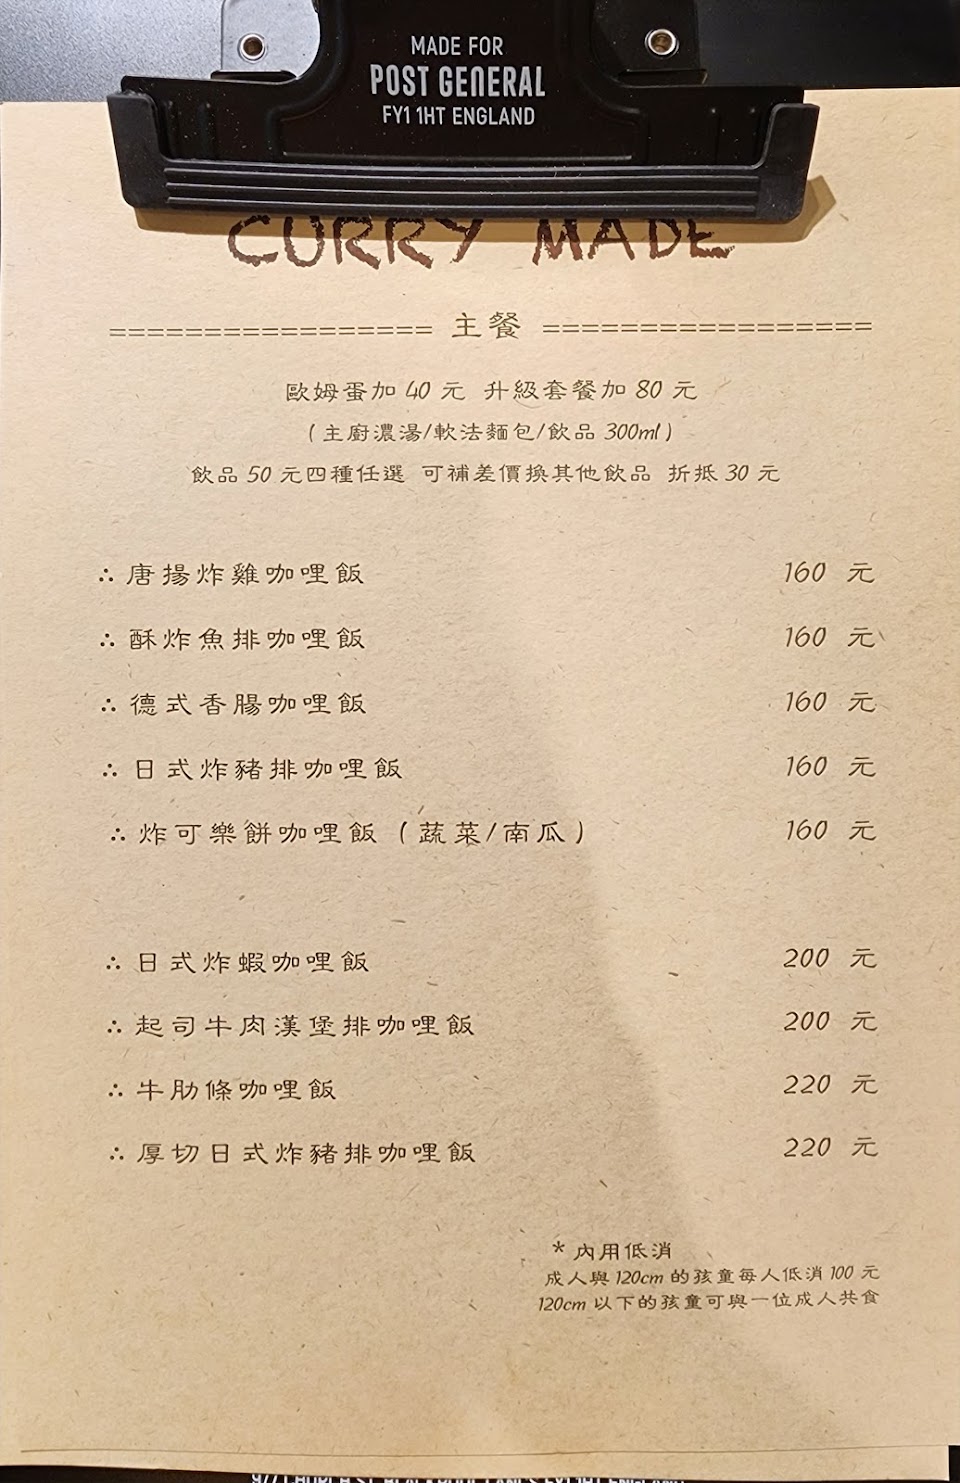 MADE FOR
POST GENERAL
FY1 1HT ENGLAND
CURRY MADE
================= 主餐 =================
歐姆蛋加 40 元 升級套餐加 80 元
(主廚濃湯/軟法麵包/飲品 300ml)
飲品 50 元四種任選 可補差價換其他飲品 折抵 30 元
∴ 唐揚炸雞咖哩飯 160 元
∴ 酥炸魚排咖哩飯 160 元
∴ 德式香腸咖哩飯 160 元
∴ 日式炸豬排咖哩飯 160 元
∴ 炸可樂餅咖哩飯 (蔬菜/南瓜) 160 元
∴ 日式炸蝦咖哩飯 200 元
∴ 起司牛肉漢堡排咖哩飯 200 元
∴ 牛肋條咖哩飯 220 元
∴ 厚切日式炸豬排咖哩飯 220 元
* 內用低消
成人與 120cm 的孩童每人低消 100 元
120cm 以下的孩童可與一位成人共食